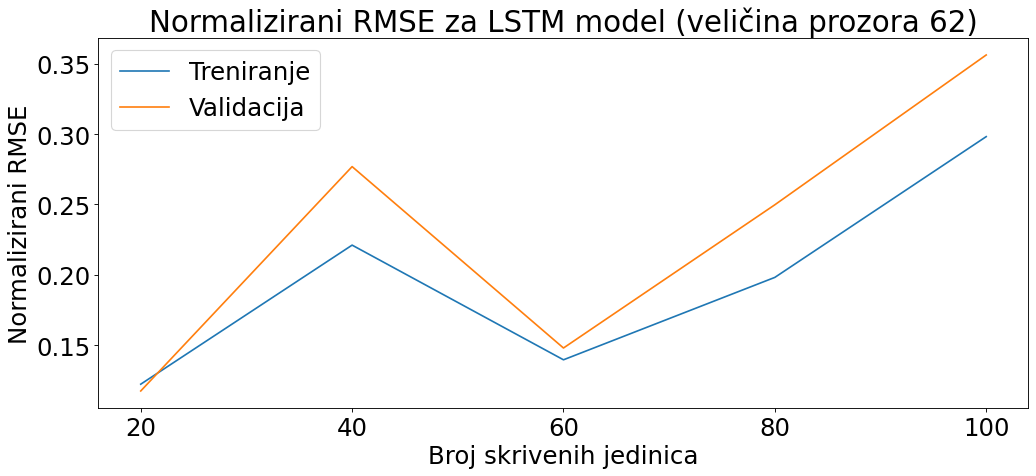 Normalizirani RMSE za LSTM model (veličina prozora 62)
Treniranje
Validacija
Normalizirani RMSE
0.35
0.30
0.25
0.20
0.15
20 40 60 80 100
Broj skrivenih jedinica